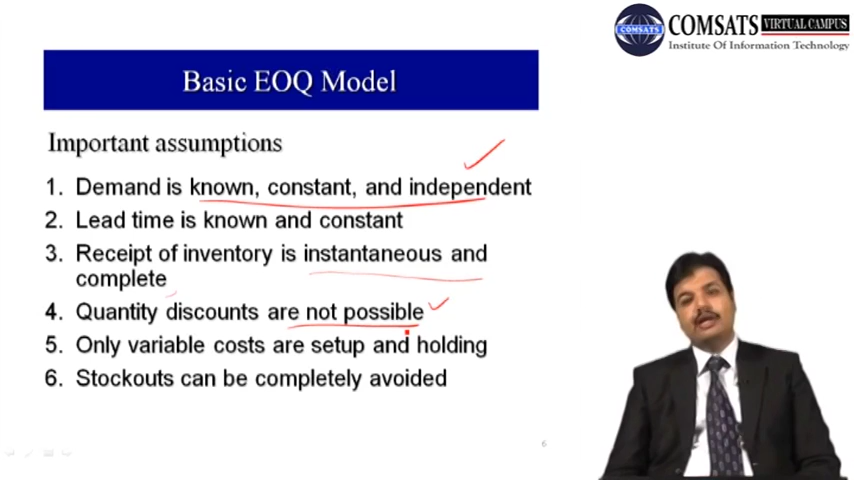 COMSATS VIRTUAL CAMPUS
COMSATS
Institute Of Information Technology
Basic EOQ Model
Important assumptions
1. Demand is known, constant, and independent
2. Lead time is known and constant
3. Receipt of inventory is instantaneous and
complete
4. Quantity discounts are not possible
5. Only variable costs are setup and holding
6. Stockouts can be completely avoided
6